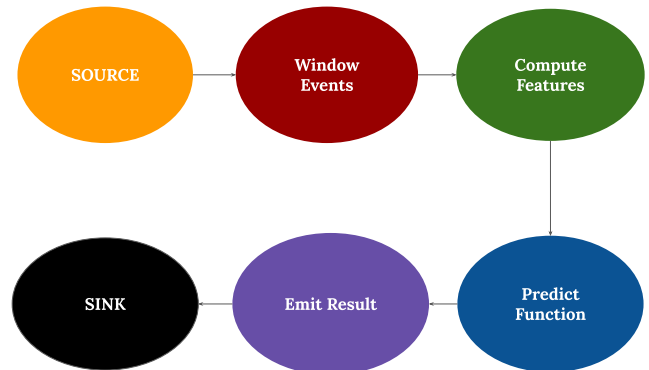 SOURCE
Window
Events
Compute
Features
Predict
Function
Emit Result
SINK